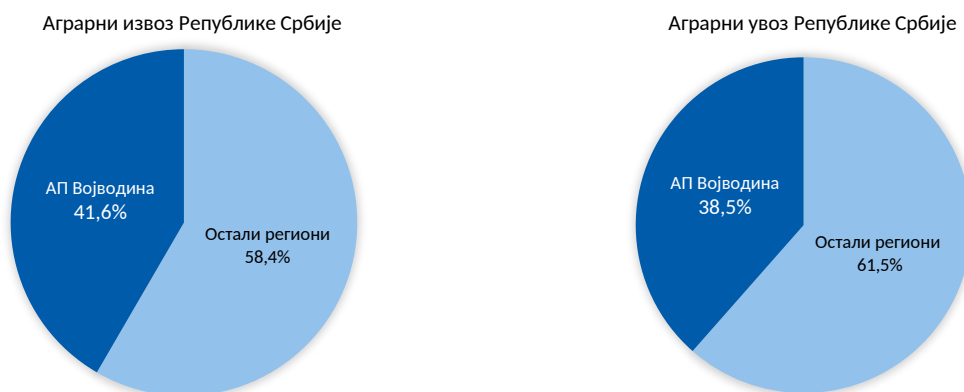 Аграрни извоз Републике Србије
АП Војводина
41,6%
Остали региони
58,4%
Аграрни увоз Републике Србије
АП Војводина
38,5%
Остали региони
61,5%